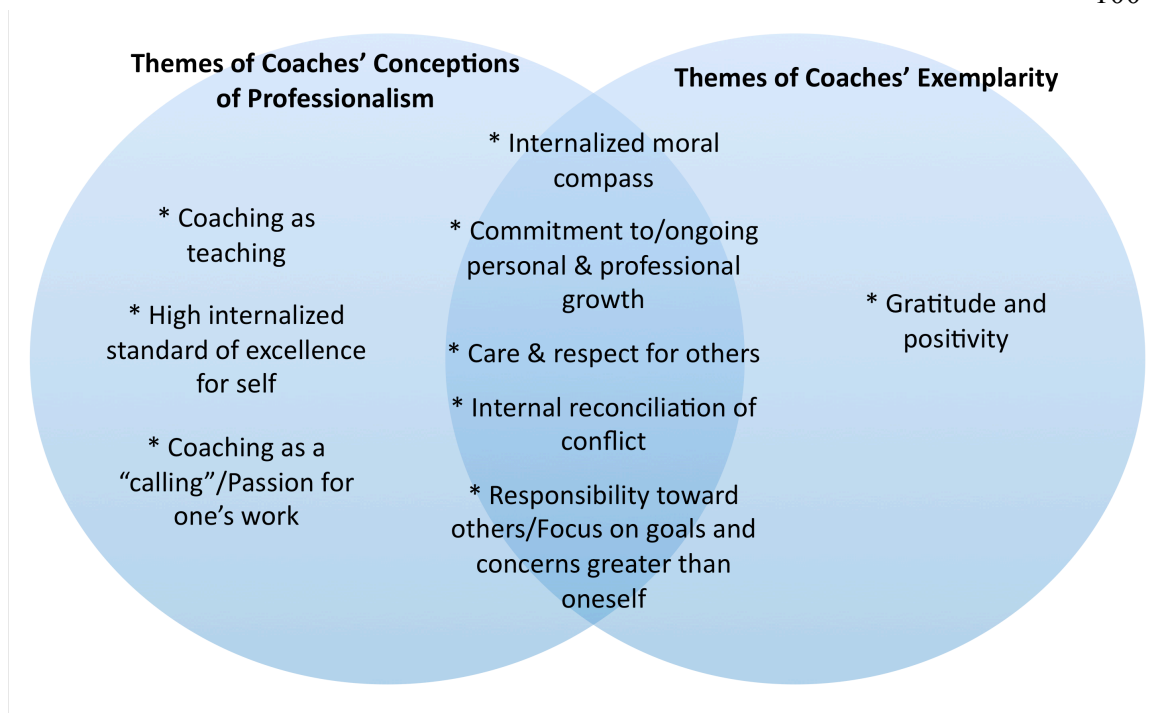 Themes of Coaches’ Conceptions
of Professionalism
* Coaching as
teaching
* High internalized
standard of excellence
for self
* Coaching as a
“calling”/Passion for
one’s work
* Internalized moral
compass
* Commitment to/ongoing
personal & professional
growth
* Care & respect for others
* Internal reconciliation of
conflict
* Responsibility toward
others/Focus on goals and
concerns greater than
oneself
Themes of Coaches’ Exemplarity
* Gratitude and
positivity